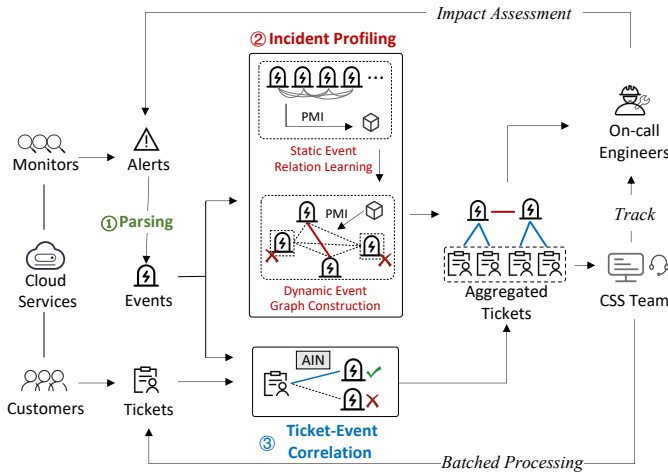 Impact Assessment
② Incident Profiling
PMI
Static Event
Relation Learning
On-call
Engineers
Monitors
Alerts
① Parsing
PMI
Track
Cloud
Services
Events
Dynamic Event
Graph Construction
Aggregated
Tickets
CSS Team
AIN
Customers
Tickets
③ Ticket-Event
Correlation
Batched Processing